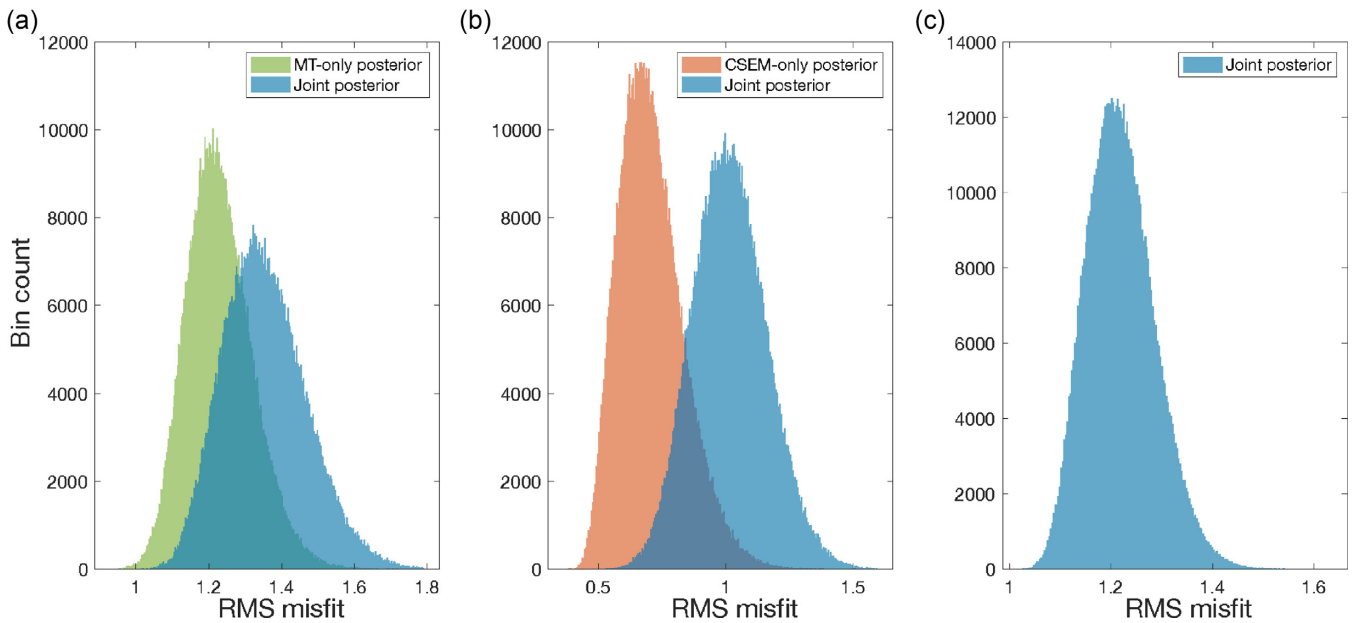 (a)
12000
10000
8000
6000
4000
2000
0
Bin count
MT-only posterior
Joint posterior
1
1.2
1.4
1.6
1.8
RMS misfit
(b)
12000
10000
8000
6000
4000
2000
0
CSEM-only posterior
Joint posterior
0.5
1
1.5
RMS misfit
(c)
14000
12000
10000
8000
6000
4000
2000
0
Joint posterior
1
1.2
1.4
1.6
RMS misfit